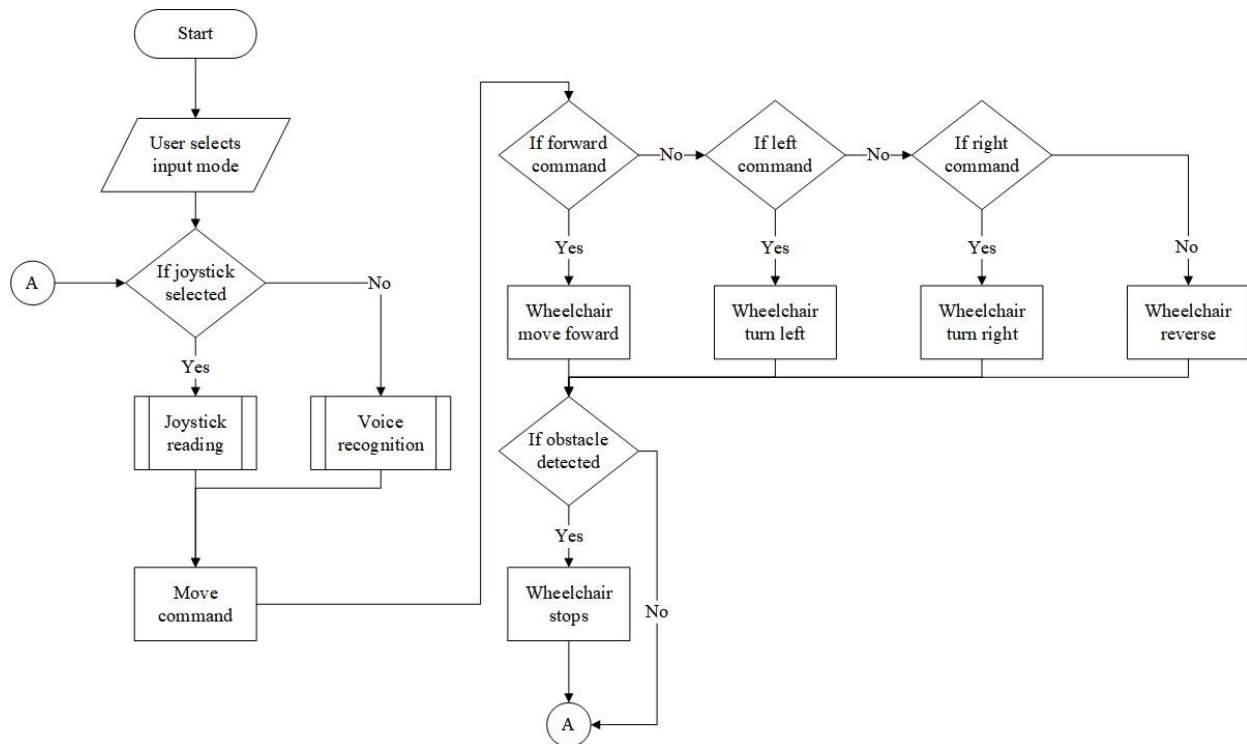 Start
User selects
input mode
A
If joystick
selected
No
Yes
Joystick
reading
Voice
recognition
Move
command
If forward
command
No
If left
command
No
If right
command
Yes
Yes
Yes
No
Wheelchair
move foward
Wheelchair
turn left
Wheelchair
turn right
Wheelchair
reverse
If obstacle
detected
Yes
No
Wheelchair
stops
A